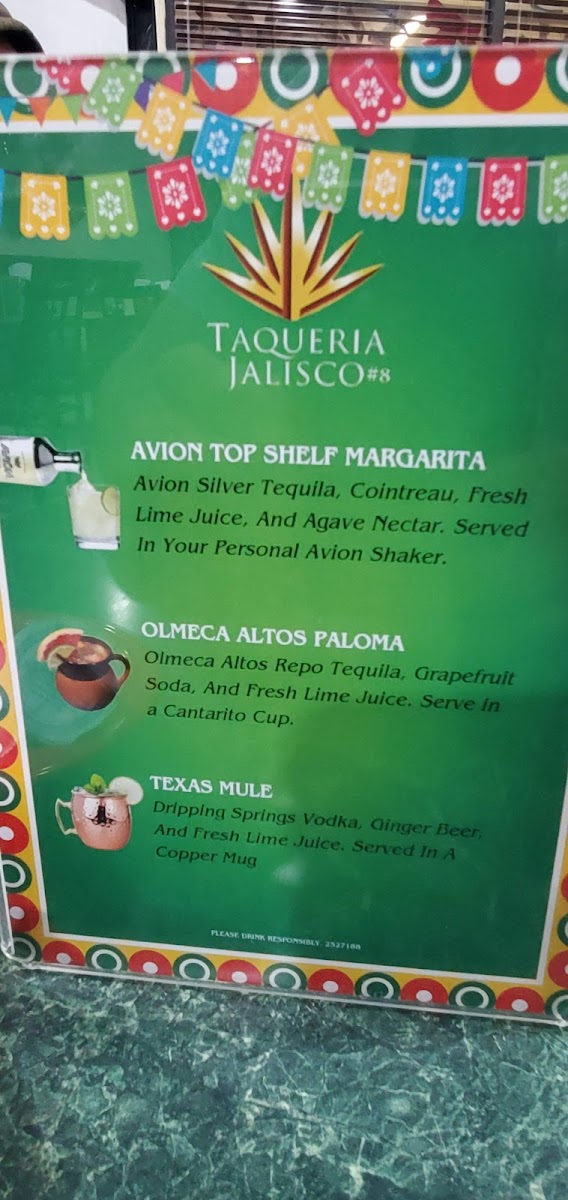 TAQUERIA
JALISCO #8
AVION TOP SHELF MARGARITA
Avion Silver Tequila, Cointreau, Fresh
Lime Juice, And Agave Nectar. Served
In Your Personal Avion Shaker.
OLMECA ALTOS PALOMA
Olmeca Altos Repo Tequila, Grapefruit
Soda, And Fresh Lime Juice. Serve in
a Cantarito Cup.
TEXAS MULE
Dripping Springs Vodka, Ginger Beer,
And Fresh Lime Juice. Served In A
Copper Mug
PLEASE DRINK RESPONSIBLY. 2527188